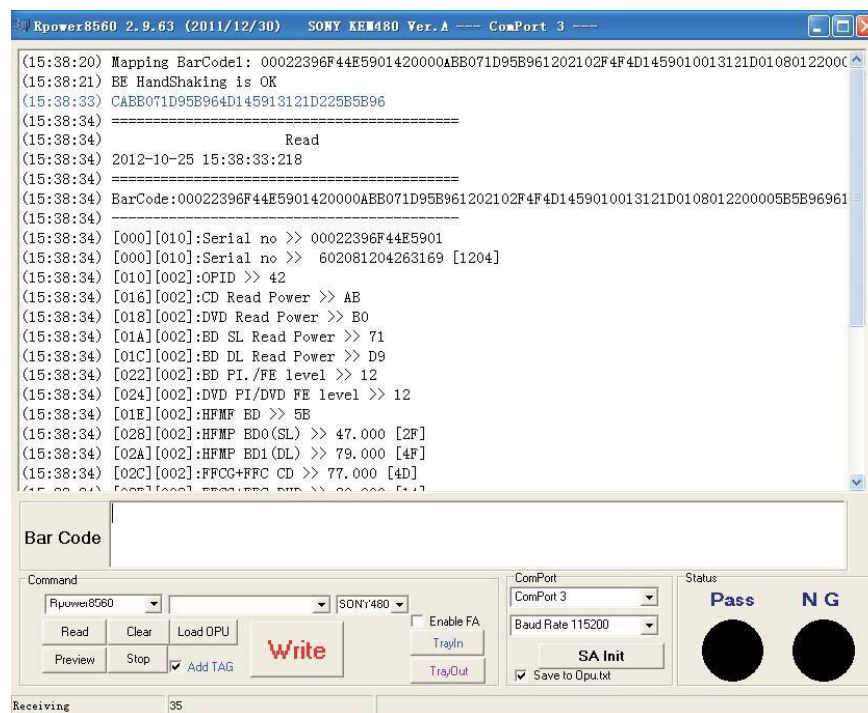 Rpower8560 2.9.63 (2011/12/30) SONY KEM480 Ver.A --- ComPort 3 ---
(15:38:20) Mapping BarCode1: 00022396F44E5901420000ABB071D95B961202102F4F4D1459010013121D010801220​00
(15:38:21) BE HandShaking is OK
(15:38:33) CABB071D95B964D145913121D225B5B96
(15:38:34) ==========================================
(15:38:34) Read
(15:38:34) 2012-10-25 15:38:33:218
(15:38:34) ==========================================
(15:38:34) BarCode:00022396F44E5901420000ABB071D95B961202102F4F4D1459010013121D0108012200005B5B96961
(15:38:34) ------------------------------------------
(15:38:34) [000][010]:Serial no >> 00022396F44E5901
(15:38:34) [000][010]:Serial no >> 602081204263169 [1204]
(15:38:34) [010][002]:OPID >> 42
(15:38:34) [016][002]:CD Read Power >> AB
(15:38:34) [018][002]:DVD Read Power >> B0
(15:38:34) [01A][002]:BD SL Read Power >> 71
(15:38:34) [01C][002]:BD DL Read Power >> D9
(15:38:34) [022][002]:BD PI./FE level >> 12
(15:38:34) [024][002]:DVD PI/DVD FE level >> 12
(15:38:34) [01E][002]:HFMF BD >> 5B
(15:38:34) [028][002]:HFMP BD0(SL) >> 47.000 [2F]
(15:38:34) [02A][002]:HFMP BD1(DL) >> 79.000 [4F]
(15:38:34) [02C][002]:FFCG+FFC CD >> 77.000 [4D]
Bar Code
Command
Rpower8560
SONY480
Read
Clear
Load OPU
Write
Enable FA
TrayIn
Preview
Stop
Add TAG
TrayOut
ComPort
ComPort 3
Baud Rate 115200
SA Init
Save to Opu.txt
Status
Pass
N G
Receiving
35